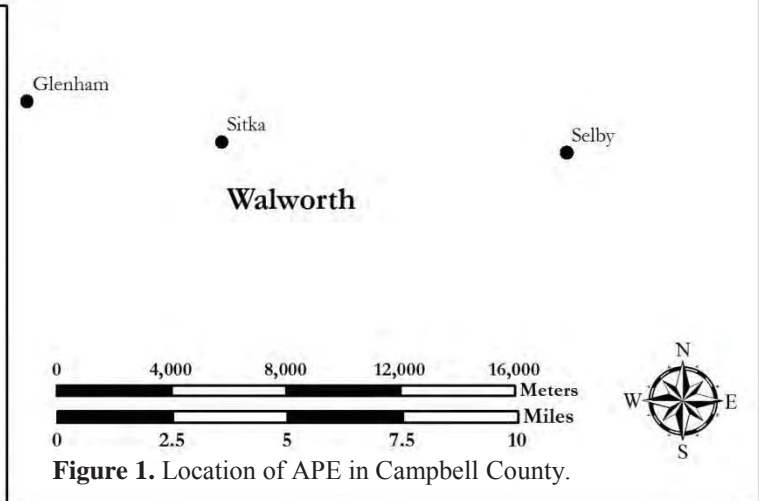 Glenham
Sitka
Selby
Walworth
0 4,000 8,000 12,000 16,000
Meters
Miles
0 2.5 5 7.5 10
N
W E
S
Figure 1. Location of APE in Campbell County.